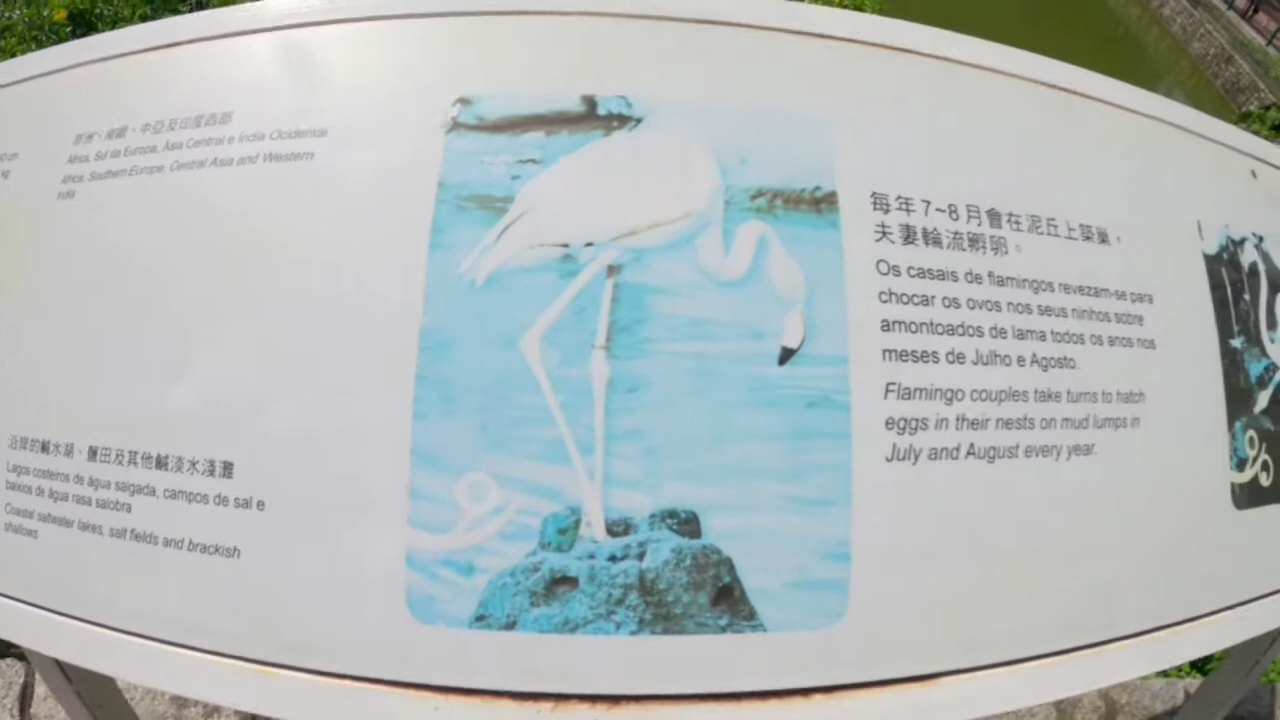 非洲、南歐、中亞及印度西部
África, Sul da Europa, Ásia Central e Índia Ocidental
Africa, Southern Europe, Central Asia and Western
India
沿岸的鹹水湖、鹽田及其他鹹淡水淺灘
Lagos costeiros de água salgada, campos de sal e
baixios de água rasa salobra
Coastal saltwater lakes, salt fields and brackish
shallows
每年7~8月會在泥丘上築巢，
夫妻輪流孵卵。
Os casais de flamingos revezam-se para
chocar os ovos nos seus ninhos sobre
amontoados de lama todos os anos nos
meses de Julho e Agosto.
Flamingo couples take turns to hatch
eggs in their nests on mud lumps in
July and August every year.